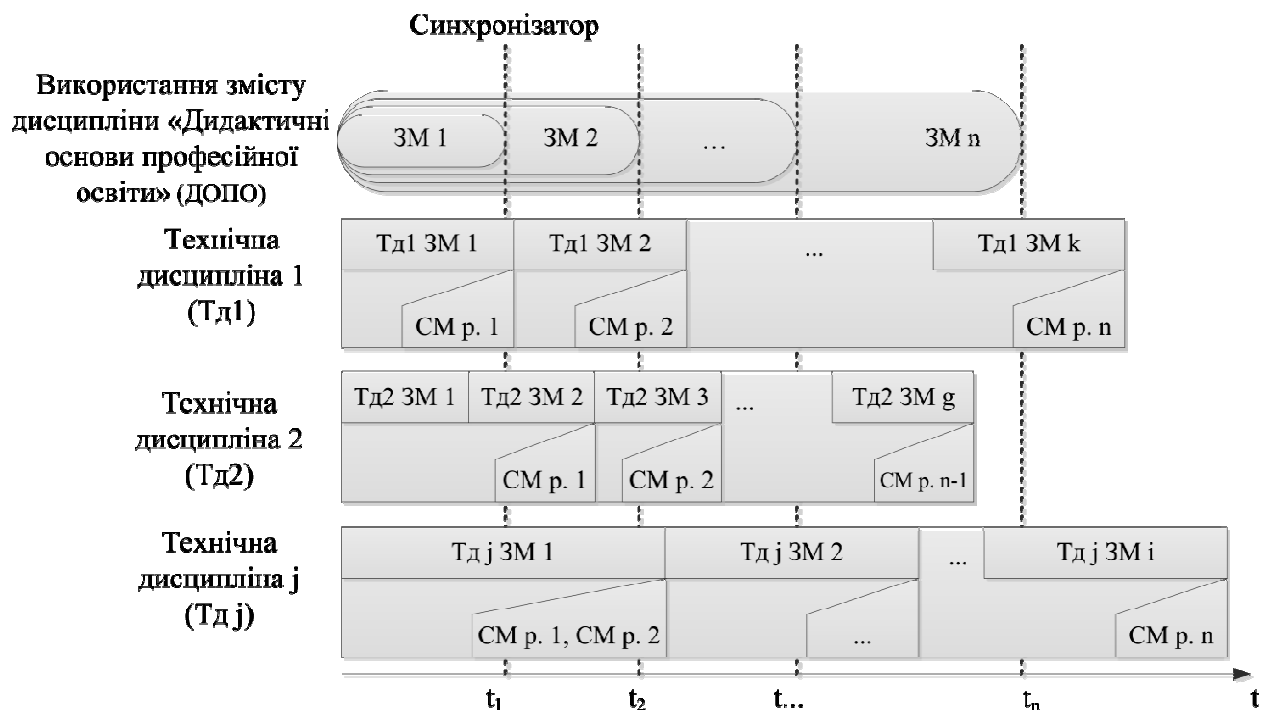 Синхронізатор
Використання змісту
дисципліни «Дидактичні
основи професійної
освіти» (ДОПО)
ЗМ 1
ЗМ 2
…
ЗМ n
Технічна
дисципліна 1
(Тд1)
Тд1 ЗМ 1
Тд1 ЗМ 2
...
Тд1 ЗМ k
СМ р. 1
СМ р. 2
СМ р. n
Технічна
дисципліна 2
(Тд2)
Тд2 ЗМ 1
Тд2 ЗМ 2
Тд2 ЗМ 3
...
Тд2 ЗМ g
СМ р. 1
СМ р. 2
СМ р. n-1
Технічна
дисципліна j
(Тд j)
Тд j ЗМ 1
Тд j ЗМ 2
...
Тд j ЗМ i
СМ р. 1, СМ р. 2
...
СМ р. n
t1 t2 t… tn t